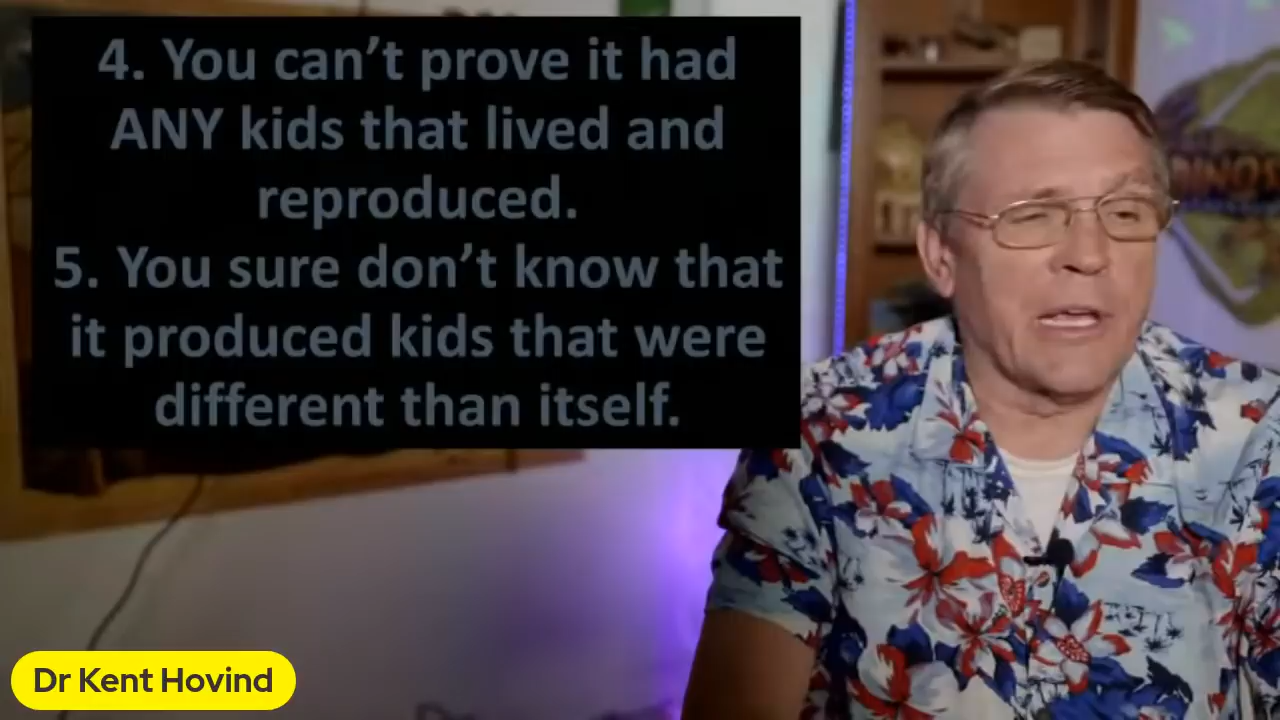 4. You can't prove it had
ANY kids that lived and
reproduced.
5. You sure don't know that
it produced kids that were
different than itself.
Dr Kent Hovind